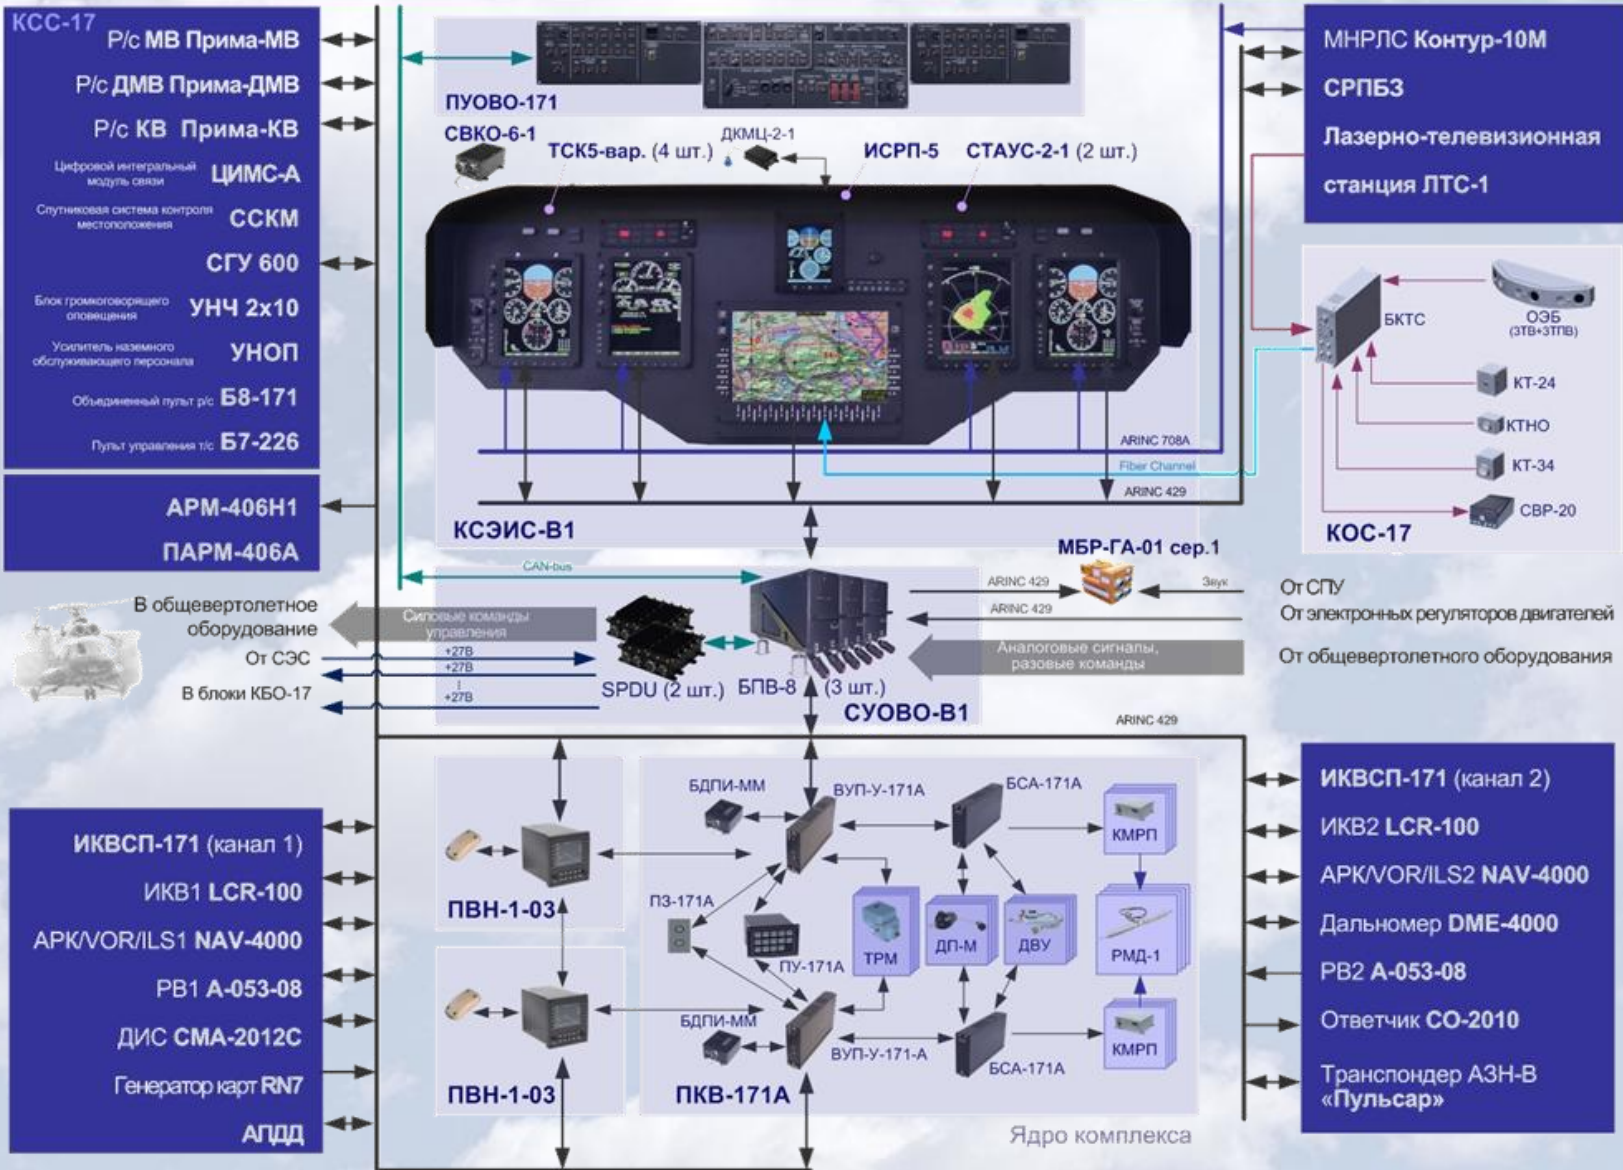 КСС-17
Р/с МВ Прима-МВ
Р/с ДМВ Прима-ДМВ
Р/с КВ Прима-КВ
Цифровой интегральный
модуль связи ЦИМС-А
Спутниковая система контроля
местоположения ССКМ
СГУ 600
Блок громкоговорящего
оповещения УНЧ 2х10
Усилитель наземного
обслуживающего персонала УНОП
Объединенный пульт р/с Б8-171
Пульт управления т/с Б7-226
АРМ-406Н1
ПАРМ-406А
ПУОВО-171
СВКО-6-1
ТСК5-вар. (4 шт.)
ДКМЦ-2-1
ИСРП-5
СТАУС-2-1 (2 шт.)
МНРЛС Контур-10М
СРПБЗ
Лазерно-телевизионная
станция ЛТС-1
БКТС
ОЭБ
(3ТВ+3ТПВ)
КТ-24
КТНО
КТ-34
СВР-20
КОС-17
ARINC 708A
Fiber Channel
ARINC 429
КСЭИС-В1
CAN-bus
МБР-ГА-01 сер.1
ARINC 429
Звук
От СПУ
ARINC 429
От электронных регуляторов двигателей
Аналоговые сигналы,
разовые команды
От общевертолетного оборудования
В общевертолетное
оборудование
Силовые команды
управления
От СЭС
+27В
+27В
В блоки КБО-17
+27В
SPDU (2 шт.)
БПВ-8 (3 шт.)
СУОВО-В1
ARINC 429
ИКВСП-171 (канал 1)
ИКВ1 LCR-100
АРК/VOR/ILS1 NAV-4000
РВ1 А-053-08
ДИС СМА-2012С
Генератор карт RN7
АПДД
ПВН-1-03
ПВН-1-03
БДПИ-ММ
ВУП-У-171А
БСА-171А
КМРП
ПЗ-171А
ПУ-171А
ТРМ
ДП-М
ДВУ
РМД-1
БДПИ-ММ
ВУП-У-171-А
БСА-171А
КМРП
ПКВ-171А
Ядро комплекса
ИКВСП-171 (канал 2)
ИКВ2 LCR-100
АРК/VOR/ILS2 NAV-4000
Дальномер DME-4000
РВ2 А-053-08
Ответчик СО-2010
Транспондер АЗН-В
«Пульсар»